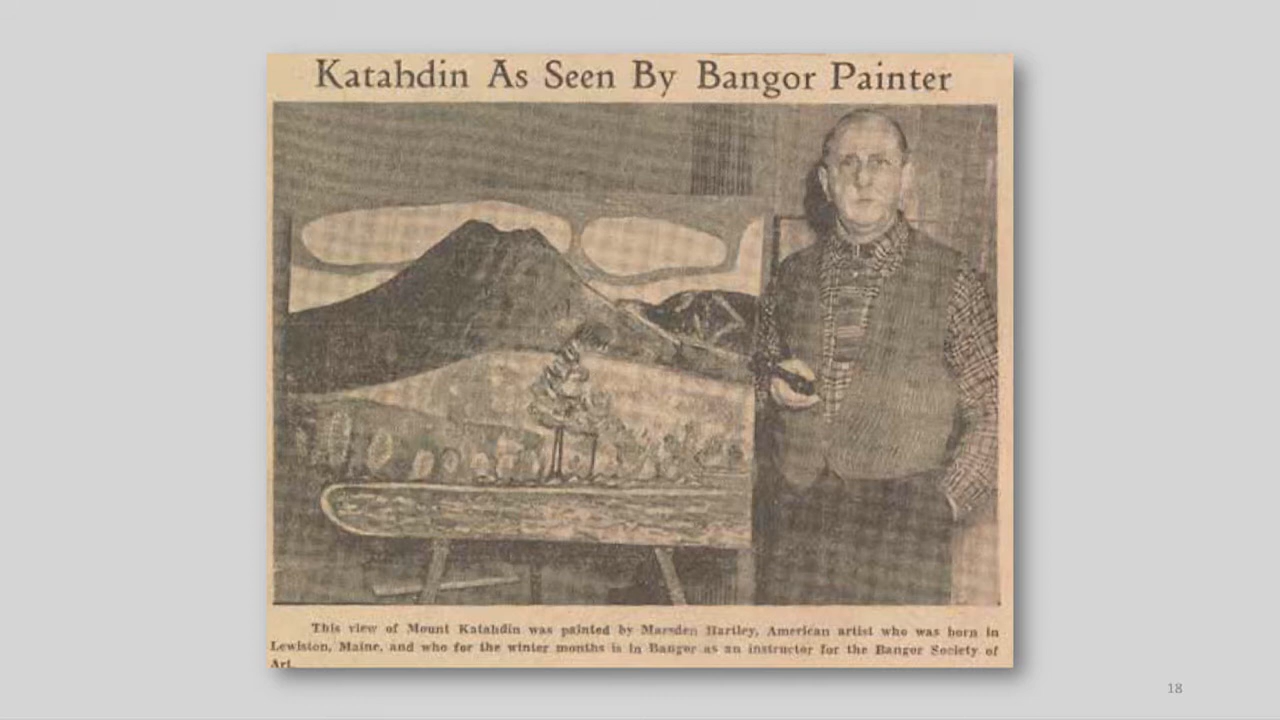 Katahdin As Seen By Bangor Painter
This view of Mount Katahdin was painted by Marsden Hartley, American artist who was born in
Lewiston, Maine, and who for the winter months is in Bangor as an instructor for the Bangor Society of
Art.
18